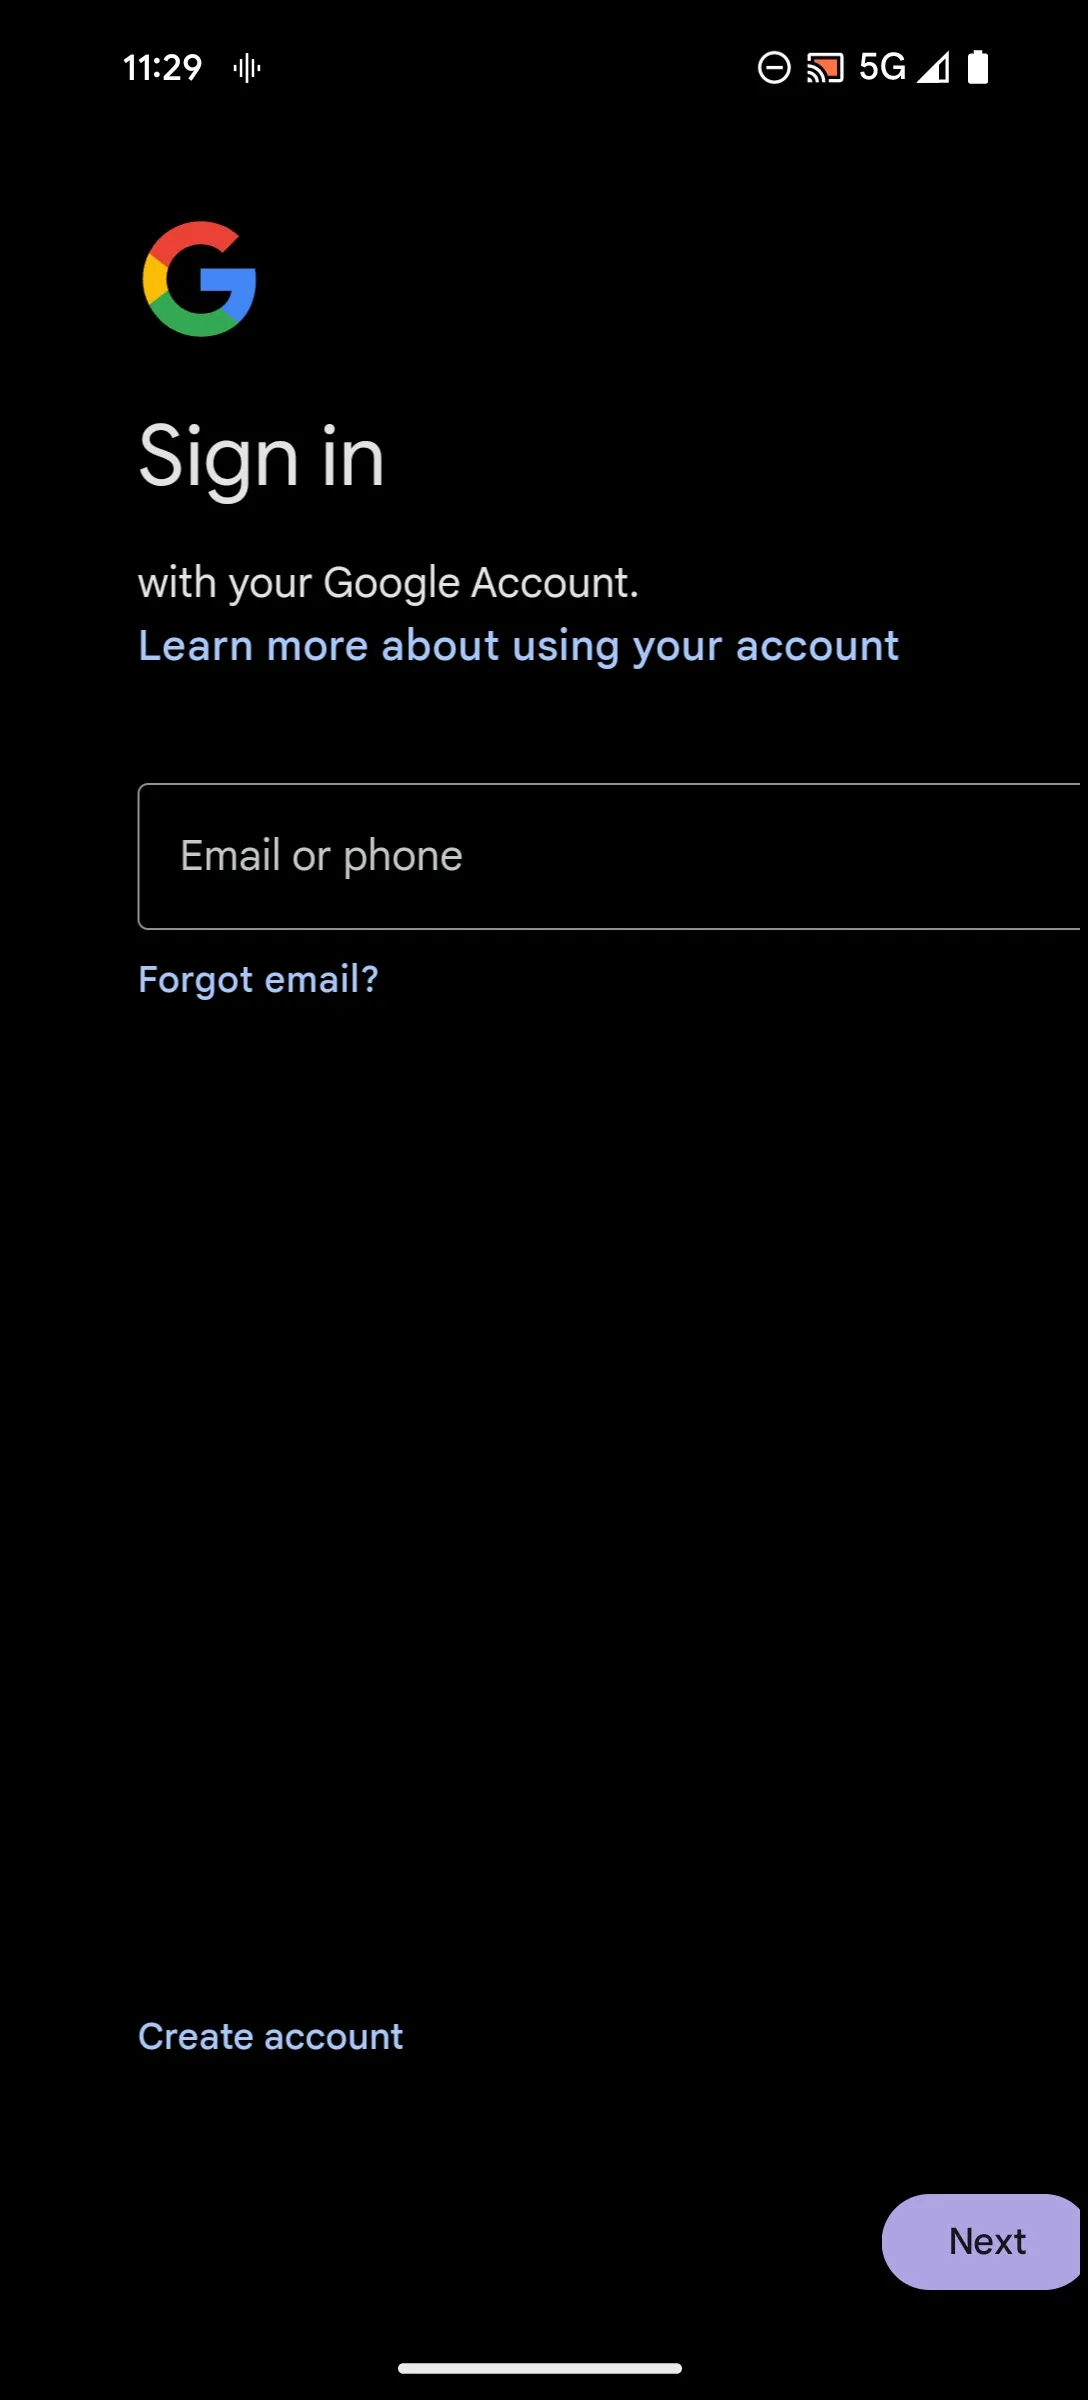 11:29 5G
Sign in
with your Google Account.
Learn more about using your account
Email or phone
Forgot email?
Create account
Next